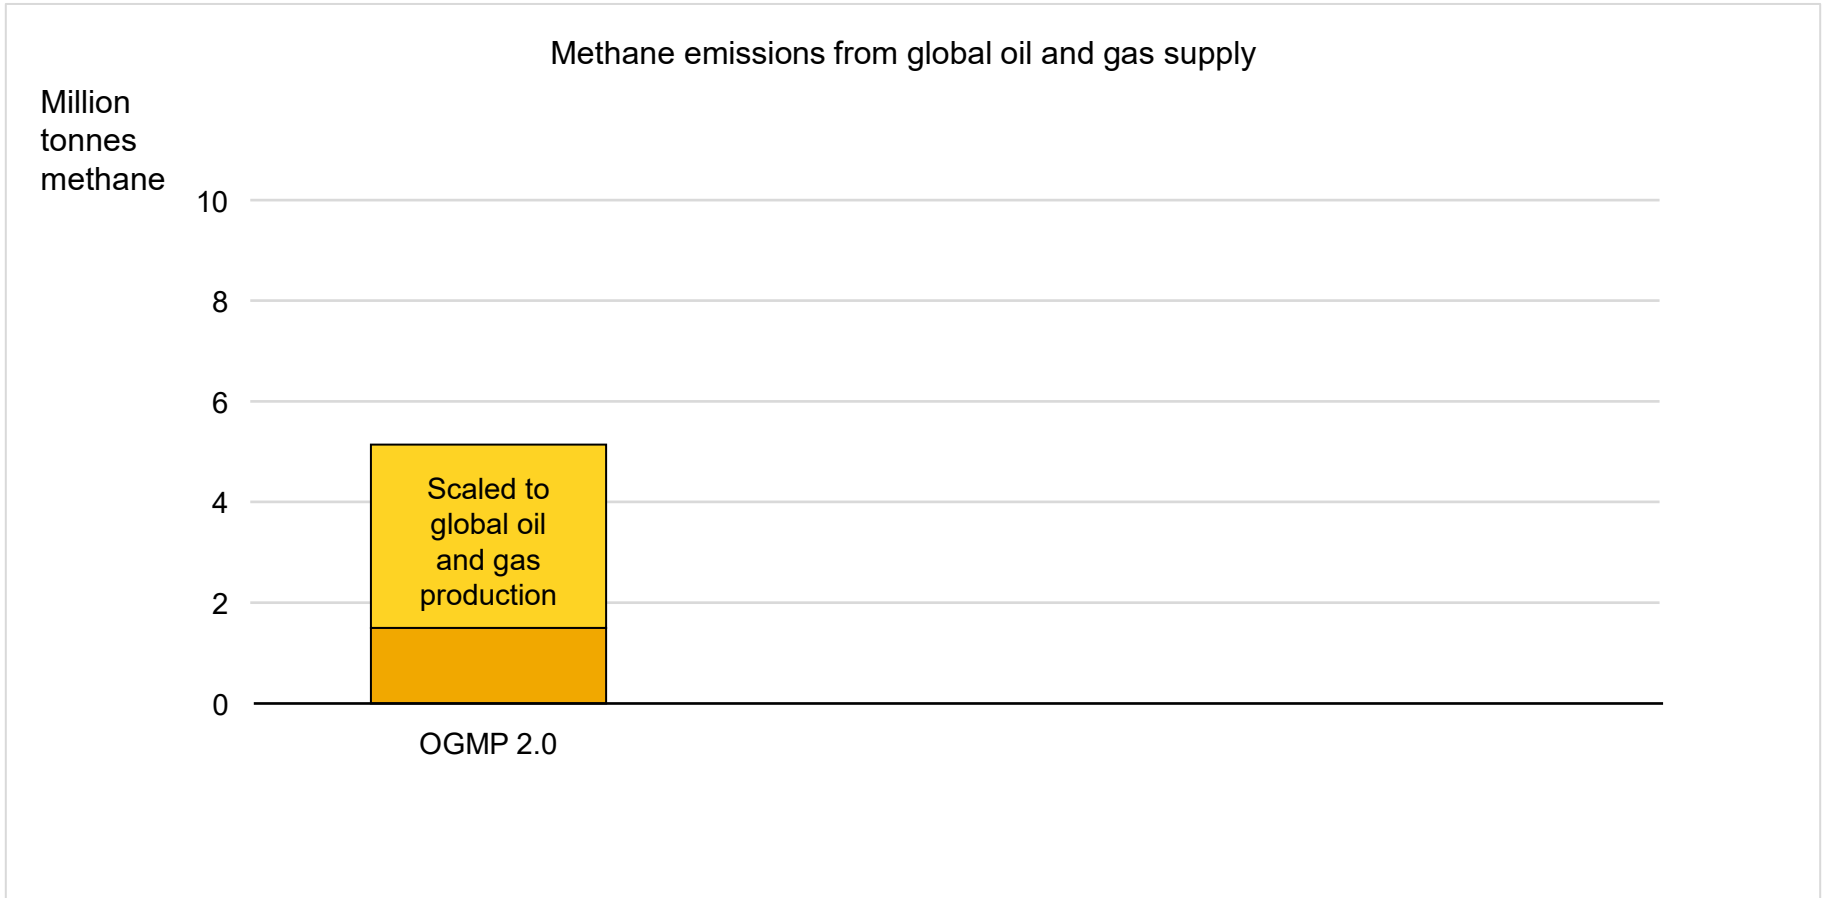 Methane emissions from global oil and gas supply
Million
tonnes
methane
10
8
6
4
2
0
Scaled to
global oil
and gas
production
OGMP 2.0